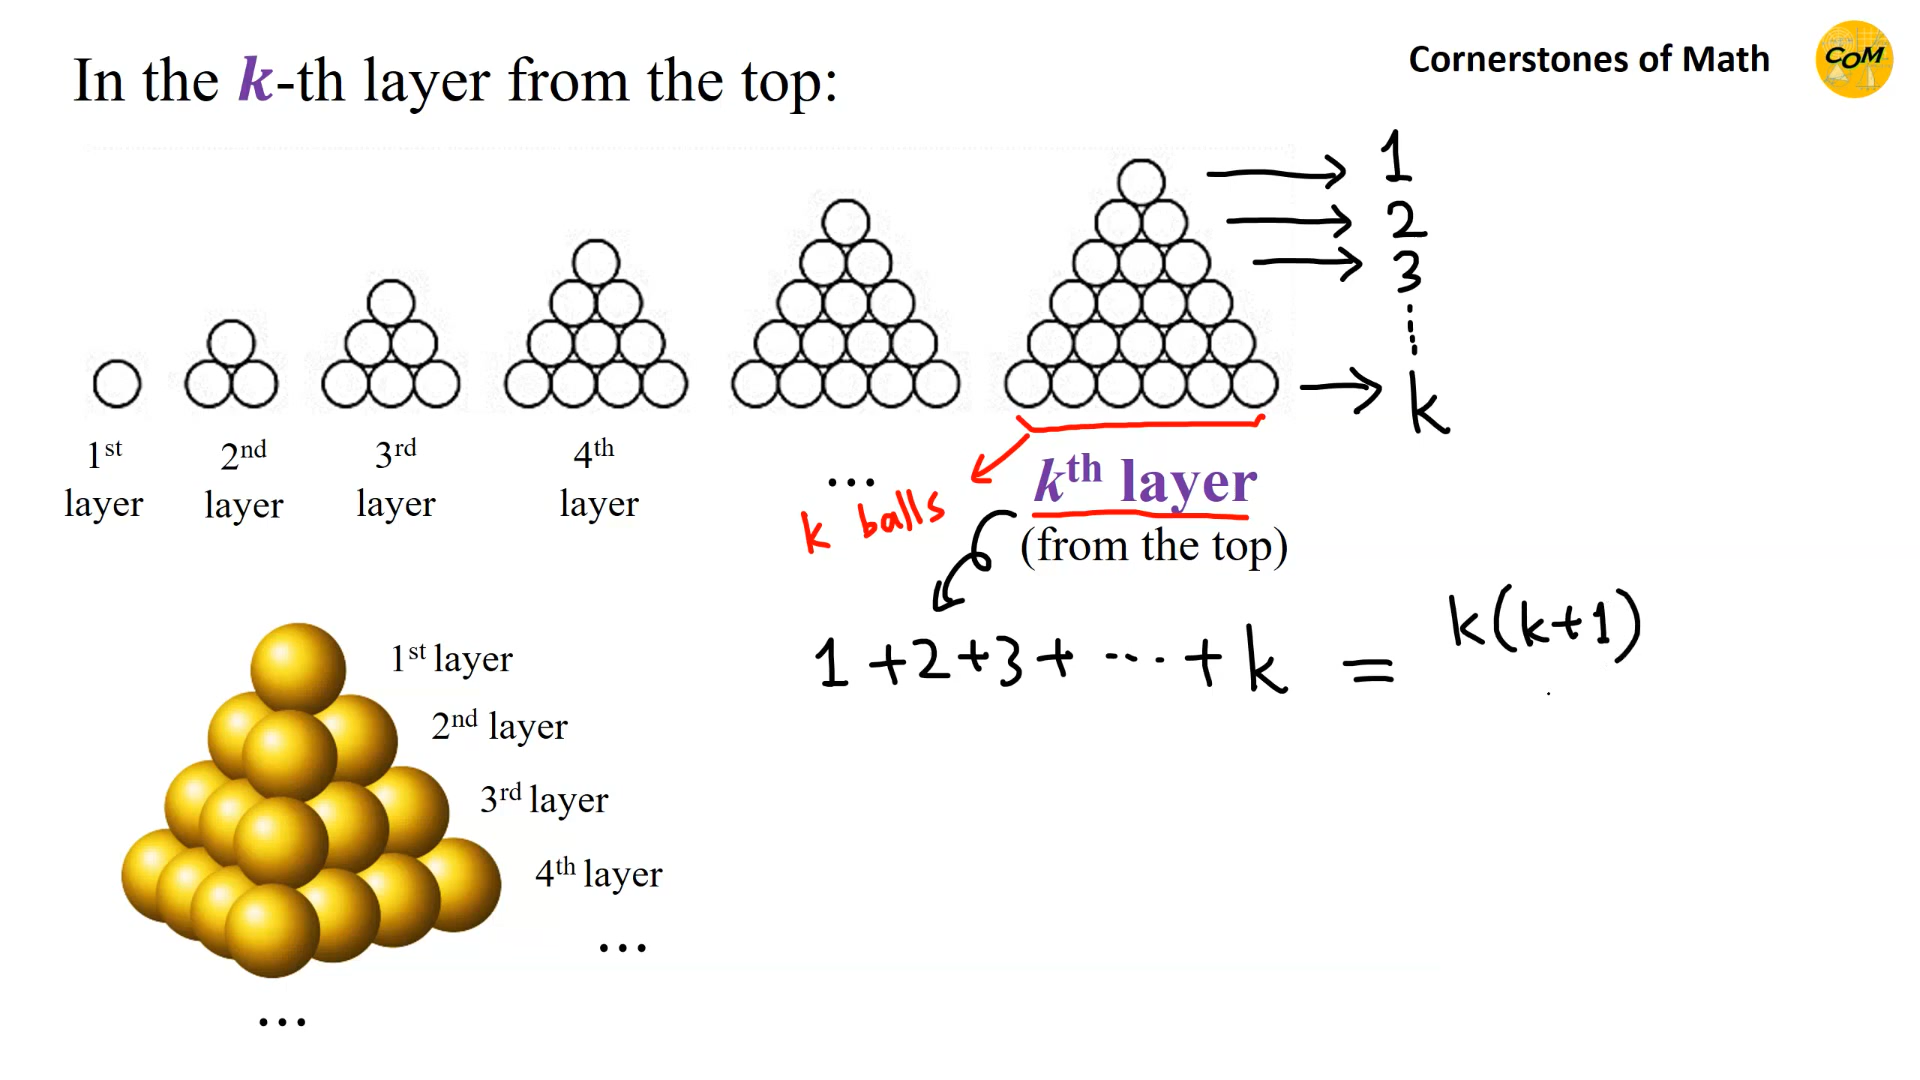 In the k-th layer from the top:
Cornerstones of Math
CoM
1
2
3
k
1st layer
2nd layer
3rd layer
4th layer
...
kth layer
(from the top)
k balls
1 + 2 + 3 + ... + k = k(k+1)
1st layer
2nd layer
3rd layer
4th layer
...
...